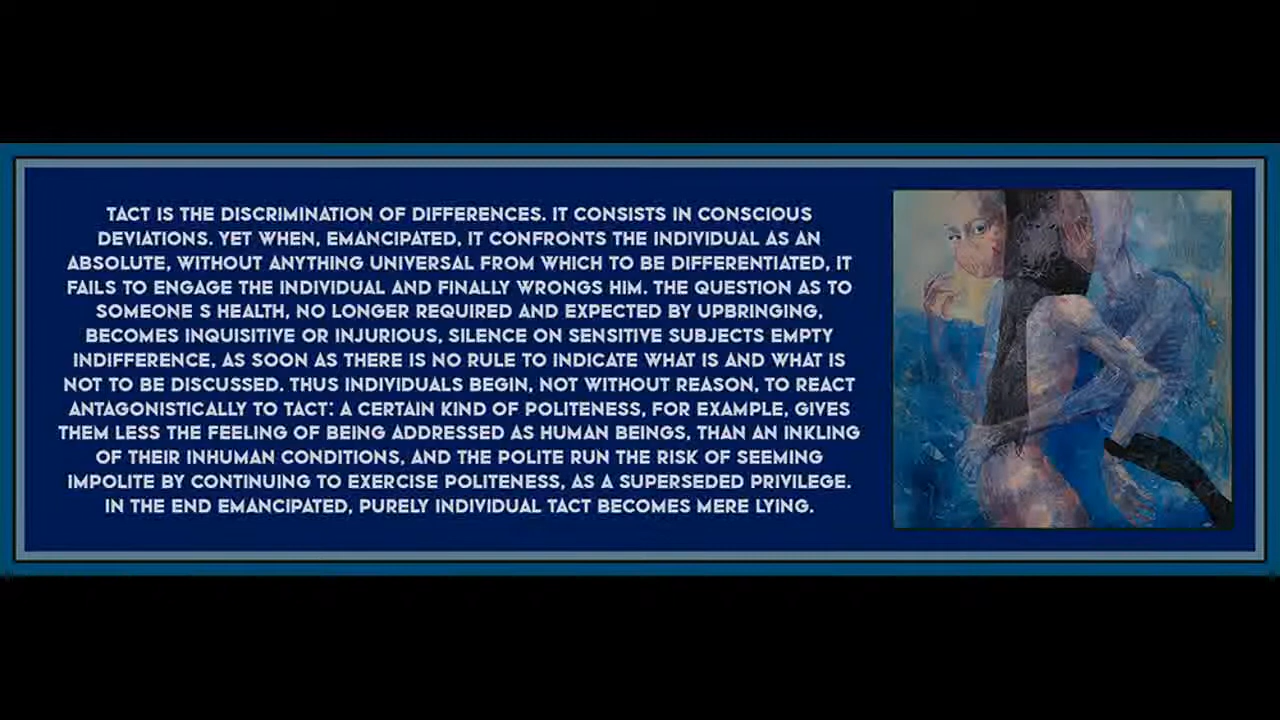 TACT IS THE DISCRIMINATION OF DIFFERENCES. IT CONSISTS IN CONSCIOUS
DEVIATIONS. YET WHEN, EMANCIPATED, IT CONFRONTS THE INDIVIDUAL AS AN
ABSOLUTE, WITHOUT ANYTHING UNIVERSAL FROM WHICH TO BE DIFFERENTIATED, IT
FAILS TO ENGAGE THE INDIVIDUAL AND FINALLY WRONGS HIM. THE QUESTION AS TO
SOMEONE S HEALTH, NO LONGER REQUIRED AND EXPECTED BY UPBRINGING,
BECOMES INQUISITIVE OR INJURIOUS, SILENCE ON SENSITIVE SUBJECTS EMPTY
INDIFFERENCE, AS SOON AS THERE IS NO RULE TO INDICATE WHAT IS AND WHAT IS
NOT TO BE DISCUSSED. THUS INDIVIDUALS BEGIN, NOT WITHOUT REASON, TO REACT
ANTAGONISTICALLY TO TACT: A CERTAIN KIND OF POLITENESS, FOR EXAMPLE, GIVES
THEM LESS THE FEELING OF BEING ADDRESSED AS HUMAN BEINGS, THAN AN INKLING
OF THEIR INHUMAN CONDITIONS, AND THE POLITE RUN THE RISK OF SEEMING
IMPOLITE BY CONTINUING TO EXERCISE POLITENESS, AS A SUPERSEDED PRIVILEGE.
IN THE END EMANCIPATED, PURELY INDIVIDUAL TACT BECOMES MERE LYING.